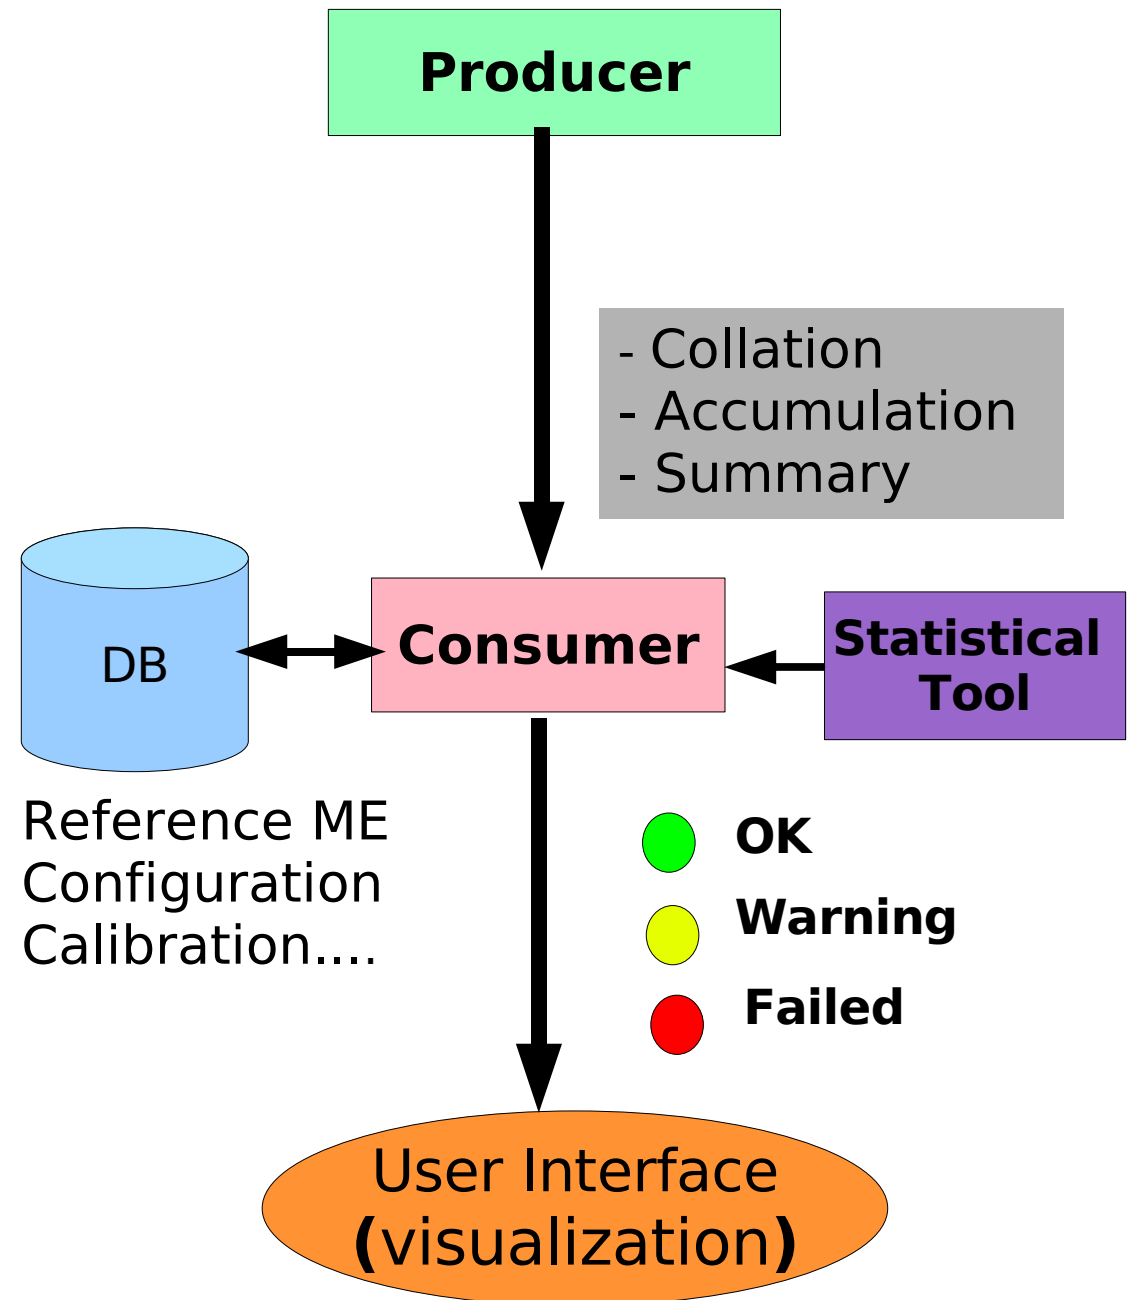 Producer
- Collation
- Accumulation
- Summary
DB
Consumer
Statistical
Tool
Reference ME
Configuration
Calibration....
OK
Warning
Failed
User Interface
(visualization)